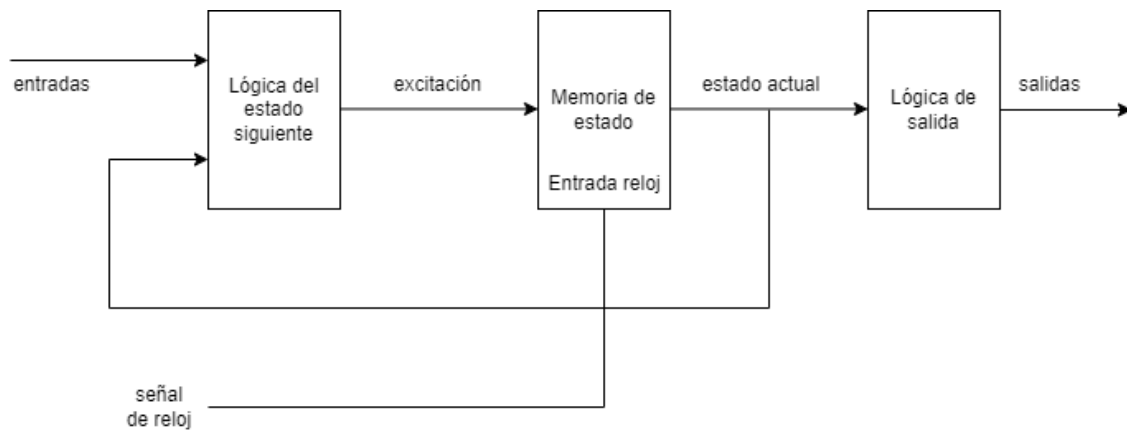 entradas
Lógica del
estado
siguiente
excitación
Memoria de
estado
Entrada reloj
estado actual
Lógica de
salida
salidas
señal
de reloj